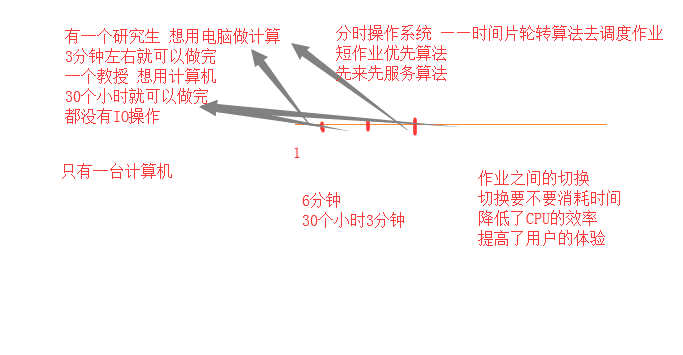 有一个研究生 想用电脑做计算
3分钟左右就可以做完
一个教授 想用计算机
30个小时就可以做完
都没有IO操作
分时操作系统 ——时间片轮转算法去调度作业
短作业优先算法
先来先服务算法
1
只有一台计算机
6分钟
30个小时3分钟
作业之间的切换
切换要不要消耗时间
降低了CPU的效率
提高了用户的体验